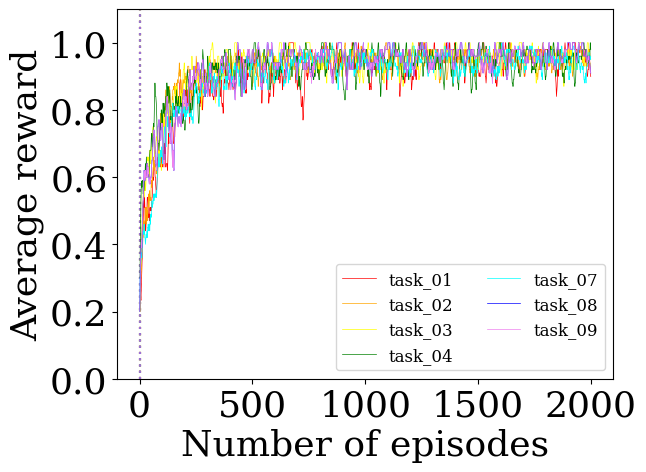 Average reward
1.0
0.8
0.6
0.4
0.2
0.0
task_01
task_02
task_03
task_04
task_07
task_08
task_09
0 500 1000 1500 2000
Number of episodes